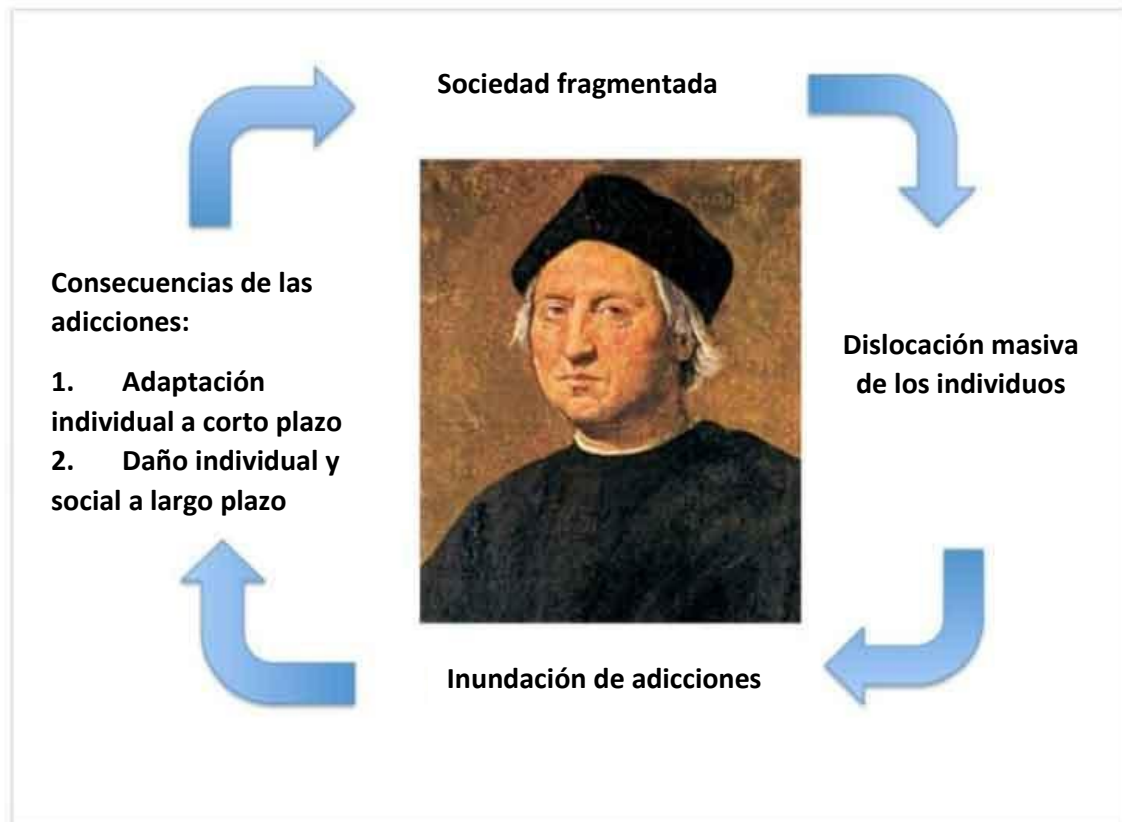 Sociedad fragmentada
Dislocación masiva
de los individuos
Inundación de adicciones
Consecuencias de las
adicciones:
1. Adaptación
individual a corto plazo
2. Daño individual y
social a largo plazo